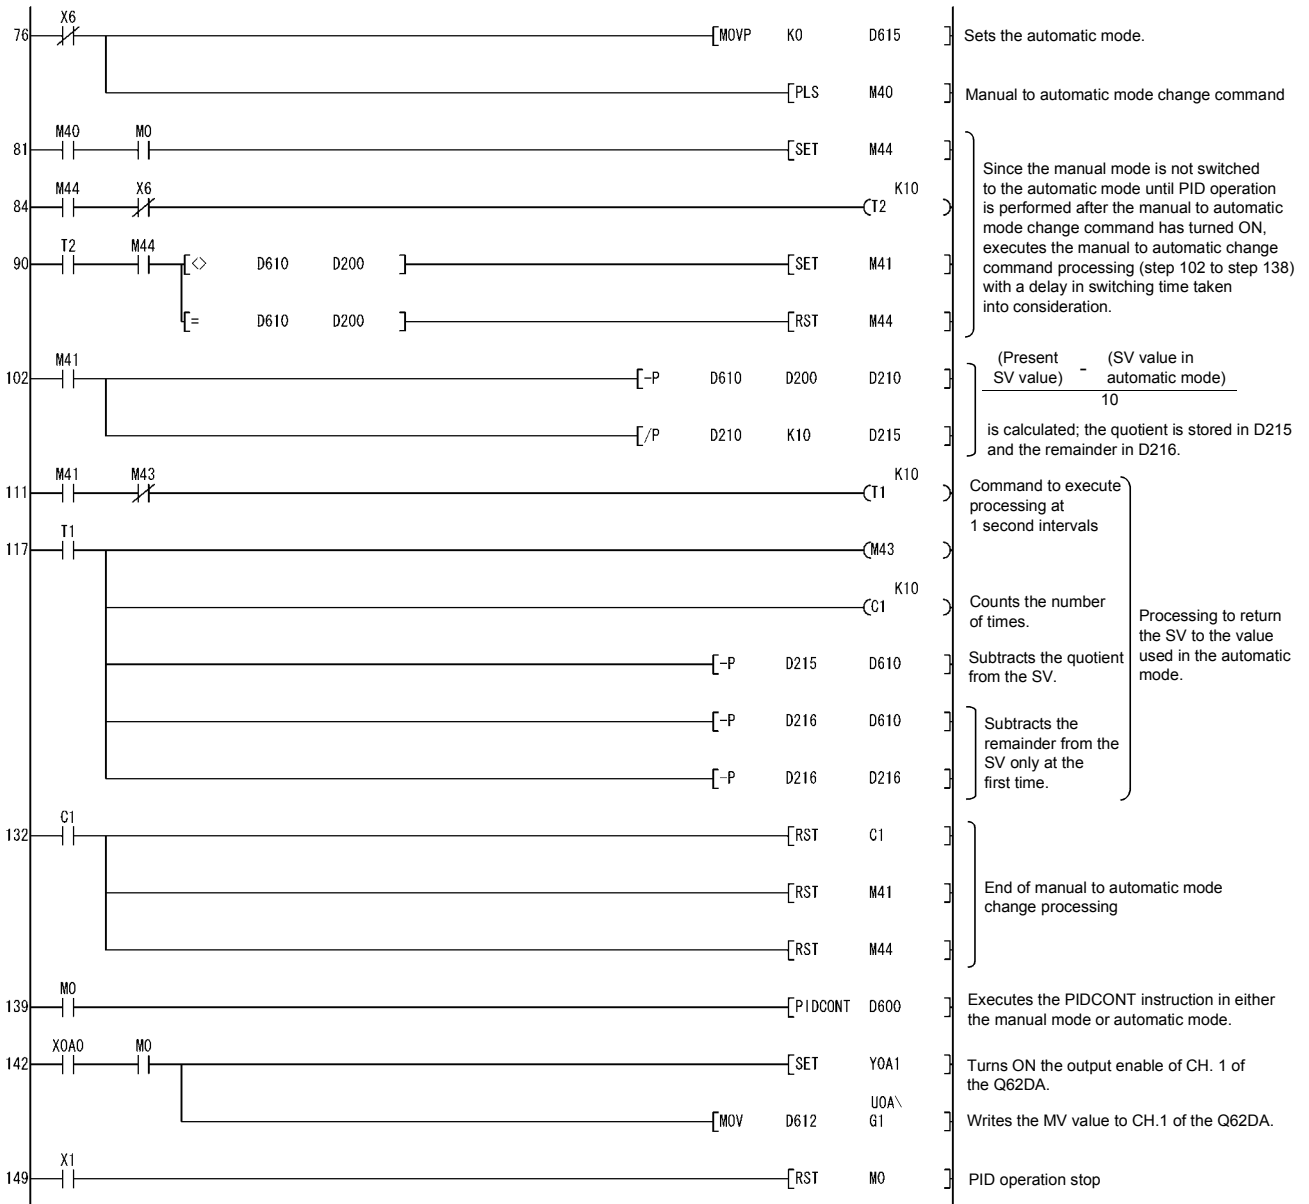 X6
76 MOVP K0 D615 Sets the automatic mode.
PLS M40 Manual to automatic mode change command
M40 M0
81 SET M44
Since the manual mode is not switched
to the automatic mode until PID operation
is performed after the manual to automatic
mode change command has turned ON,
executes the manual to automatic change
command processing (step 102 to step 138)
with a delay in switching time taken
into consideration.
M44 X6 K10
84 T2
T2 M44
90 <> D610 D200 SET M41
= D610 D200 RST M44
M41
102 -P D610 D200 D210
/P D210 K10 D215
(Present SV value) - (SV value in automatic mode)
10
is calculated; the quotient is stored in D215
and the remainder in D216.
M41 M43 K10
111 T1
Command to execute
processing at
1 second intervals
T1
117 M43
K10
C1
Counts the number
of times.
-P D215 D610
Subtracts the quotient
from the SV.
-P D216 D610
-P D216 D216
Subtracts the
remainder from the
SV only at the
first time.
Processing to return
the SV to the value
used in the automatic
mode.
C1
132 RST C1
RST M41
RST M44
End of manual to automatic mode
change processing
M0
139 PIDCONT D600
Executes the PIDCONT instruction in either
the manual mode or automatic mode.
X0A0 M0
142 SET Y0A1
Turns ON the output enable of CH. 1 of
the Q62DA.
U0A\
MOV D612 G1 Writes the MV value to CH.1 of the Q62DA.
X1
149 RST M0 PID operation stop